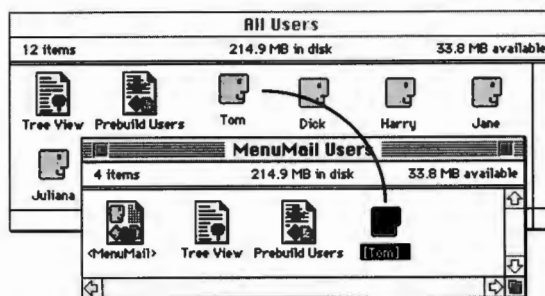 All Users
12 items 214.9 MB in disk 33.8 MB available
Tree View Prebuild Users Tom Dick Harry Jane
Juliana
MenuMail Users
4 items 214.9 MB in disk 33.8 MB available
<MenuMail> Tree View Prebuild Users [Tom]